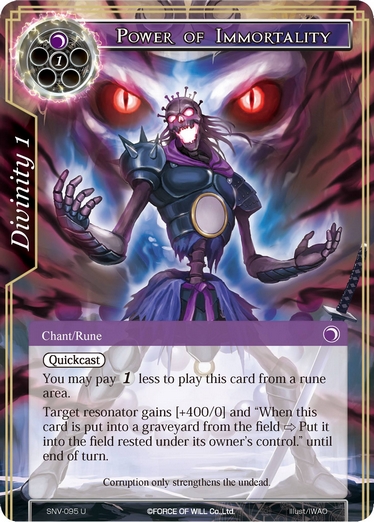 Power of Immortality
1
Divinity 1
Chant/Rune
Quickcast
You may pay 1 less to play this card from a rune
area.
Target resonator gains [+400/0] and “When this
card is put into a graveyard from the field ⇨ Put it
into the field rested under its owner's control.” until
end of turn.
Corruption only strengthens the undead.
SNV-095 U
©FORCE OF WILL Co.,Ltd.
Illust/IWAO